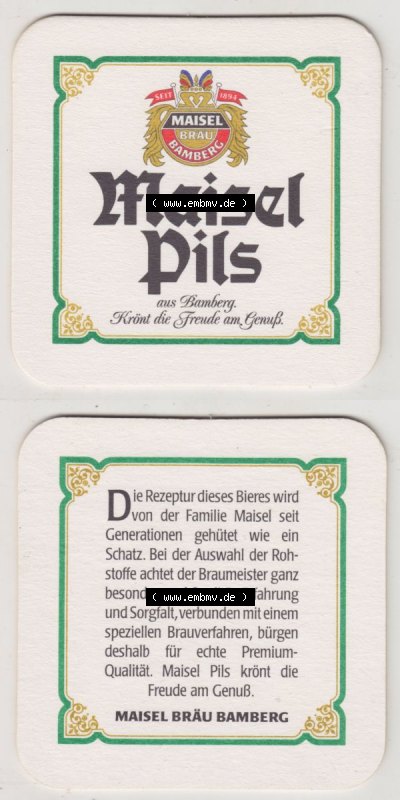 SEIT 1894
MAISEL
BRÄU
BAMBERG
Maisel
( www.embmv.de )
Pils
aus Bamberg.
Krönt die Freude am Genuß.
Die Rezeptur dieses Bieres wird
von der Familie Maisel seit
Generationen gehütet wie ein
Schatz. Bei der Auswahl der Roh-
stoffe achtet der Braumeister ganz
besond
( www.embmv.de )
fahrung
und Sorgfalt, verbunden mit einem
speziellen Brauverfahren, bürgen
deshalb für echte Premium-
Qualität. Maisel Pils krönt die
Freude am Genuß.
MAISEL BRÄU BAMBERG